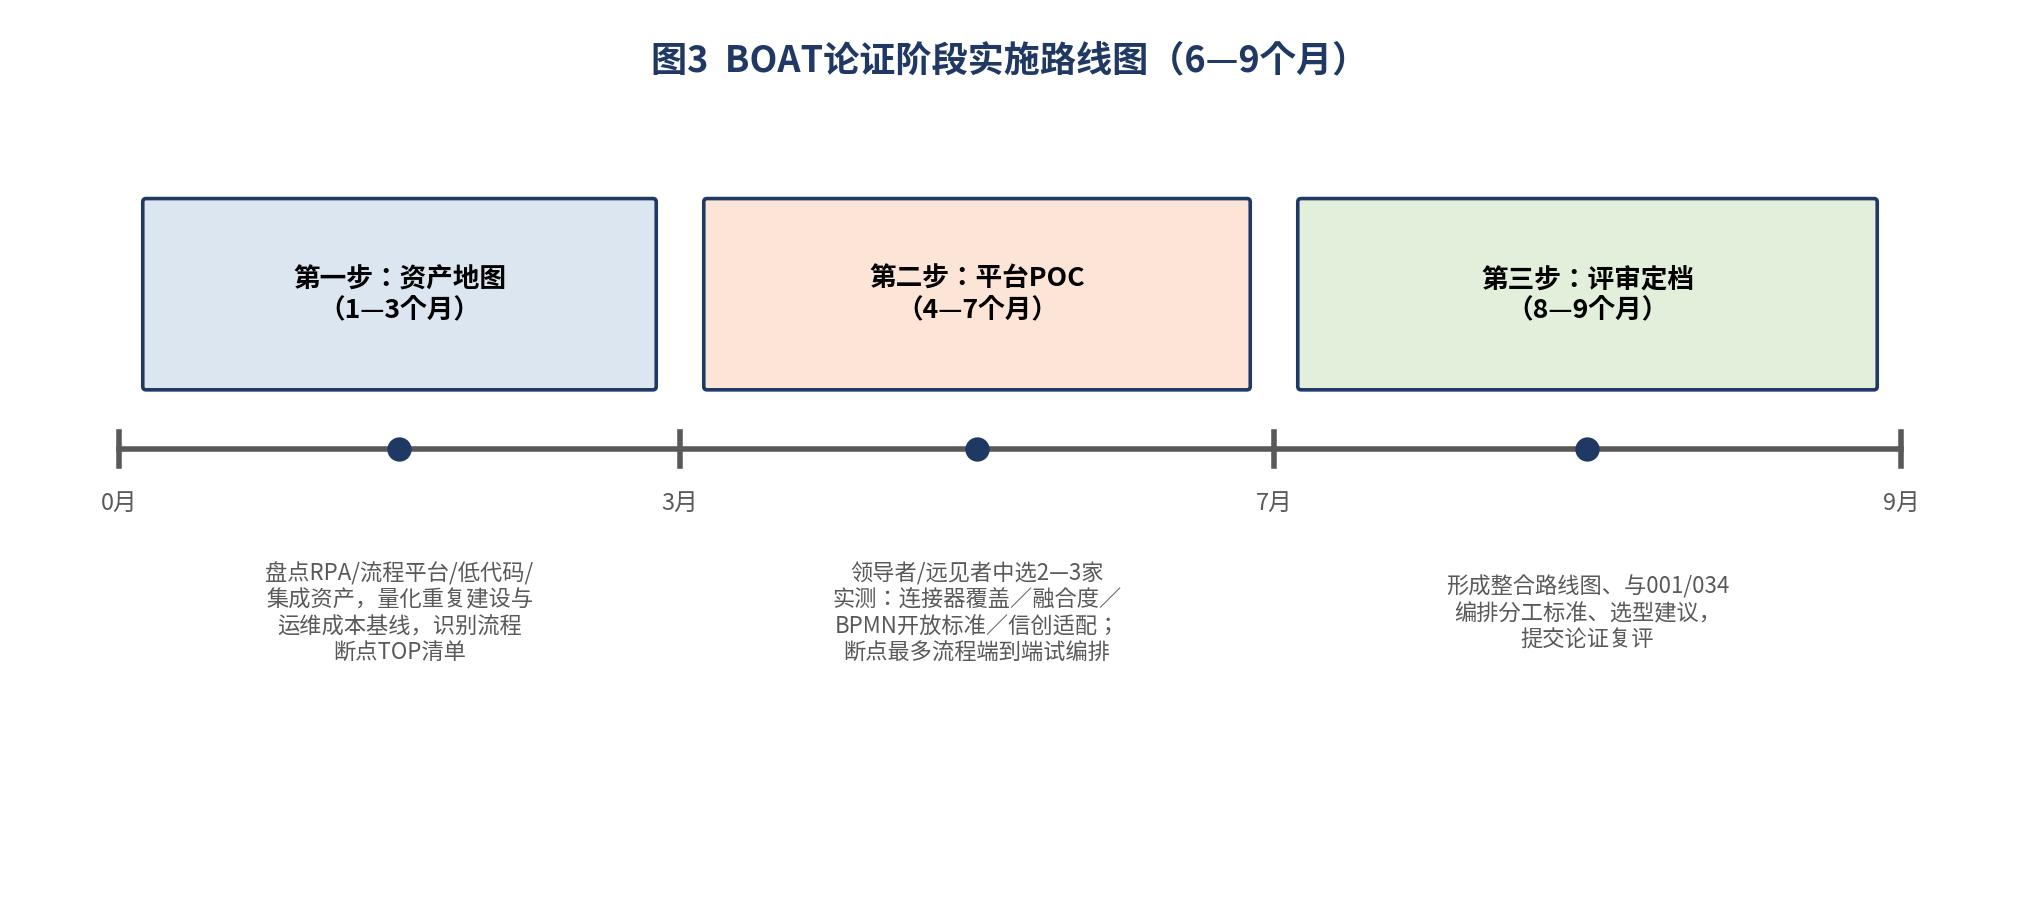 图3 BOAT论证阶段实施路线图（6—9个月）
第一步：资产地图
（1—3个月）
第二步：平台POC
（4—7个月）
第三步：评审定档
（8—9个月）
0月
3月
7月
9月
盘点RPA/流程平台/低代码/
集成资产，量化重复建设与
运维成本基线，识别流程
断点TOP清单
领导者/远见者中选2—3家
实测：连接器覆盖／融合度／
BPMN开放标准／信创适配；
断点最多流程端到端试编排
形成整合路线图、与001/034
编排分工标准、选型建议，
提交论证复评